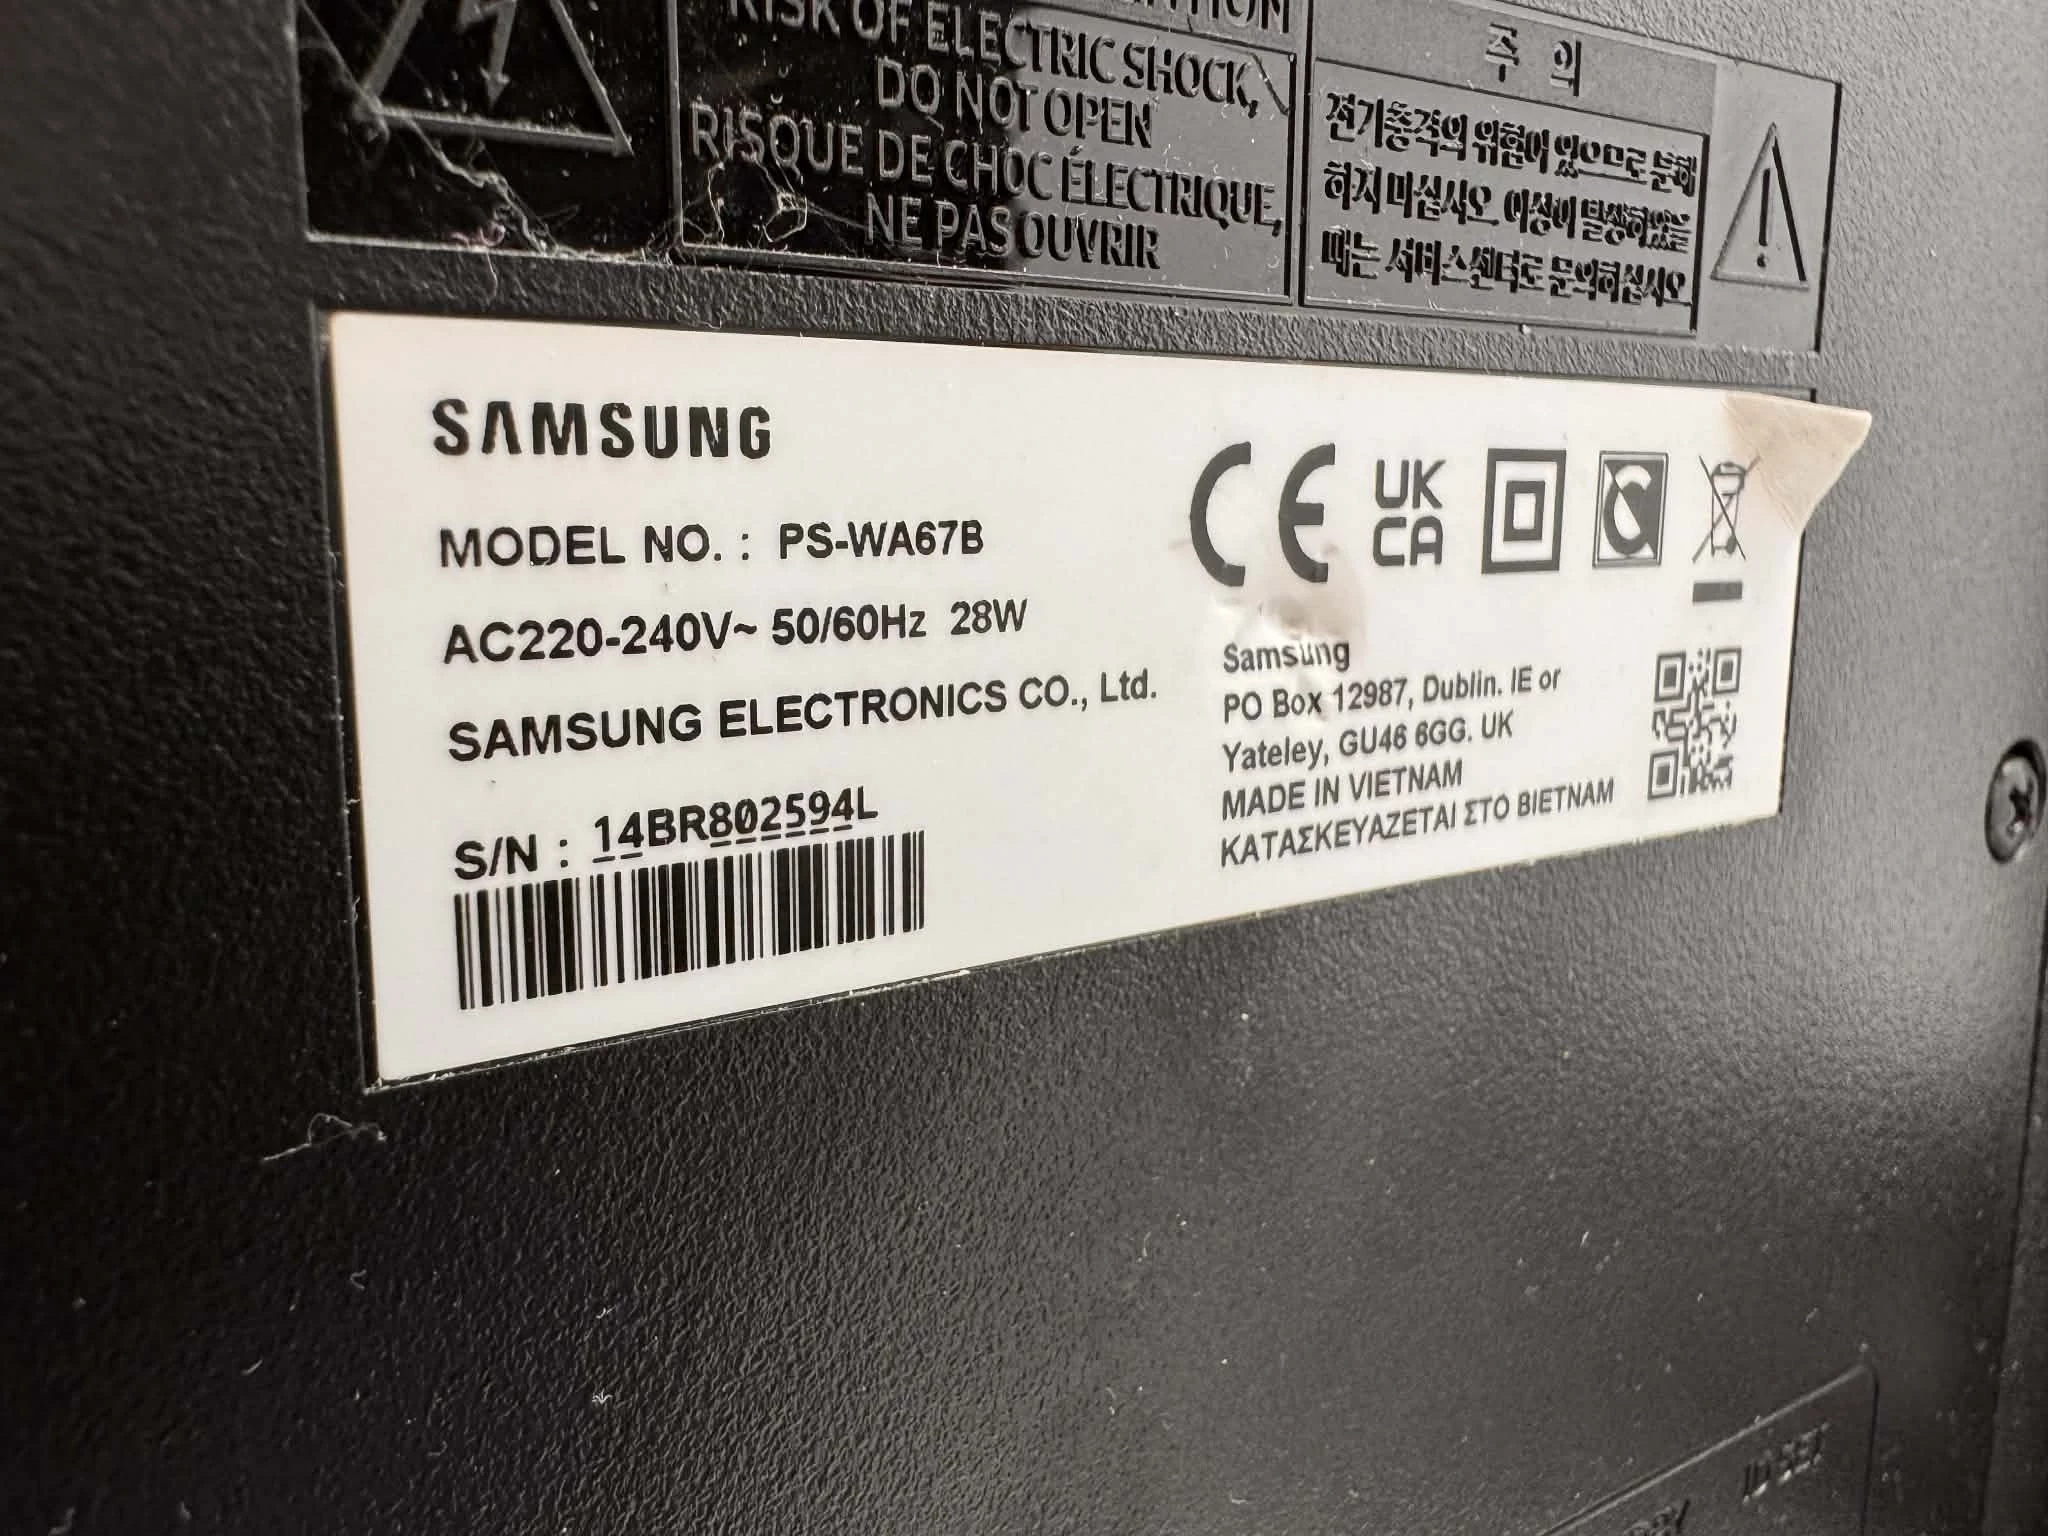 RISK OF ELECTRIC SHOCK,
DO NOT OPEN
RISQUE DE CHOC ÉLECTRIQUE,
NE PAS OUVRIR
주 의
전기충격의 위험이 있으므로 분해
하지 마십시오. 이상이 발생하였을
때는 서비스센터로 문의하십시오
SAMSUNG
MODEL NO. : PS-WA67B
AC220-240V~ 50/60Hz 28W
SAMSUNG ELECTRONICS CO., Ltd.
S/N : 14BR802594L
CE
UK
CA
Samsung
PO Box 12987, Dublin. IE or
Yateley, GU46 6GG. UK
MADE IN VIETNAM
ΚΑΤΑΣΚΕΥΑΖΕΤΑΙ ΣΤΟ ΒΙΕΤΝΑΜ
ID SET